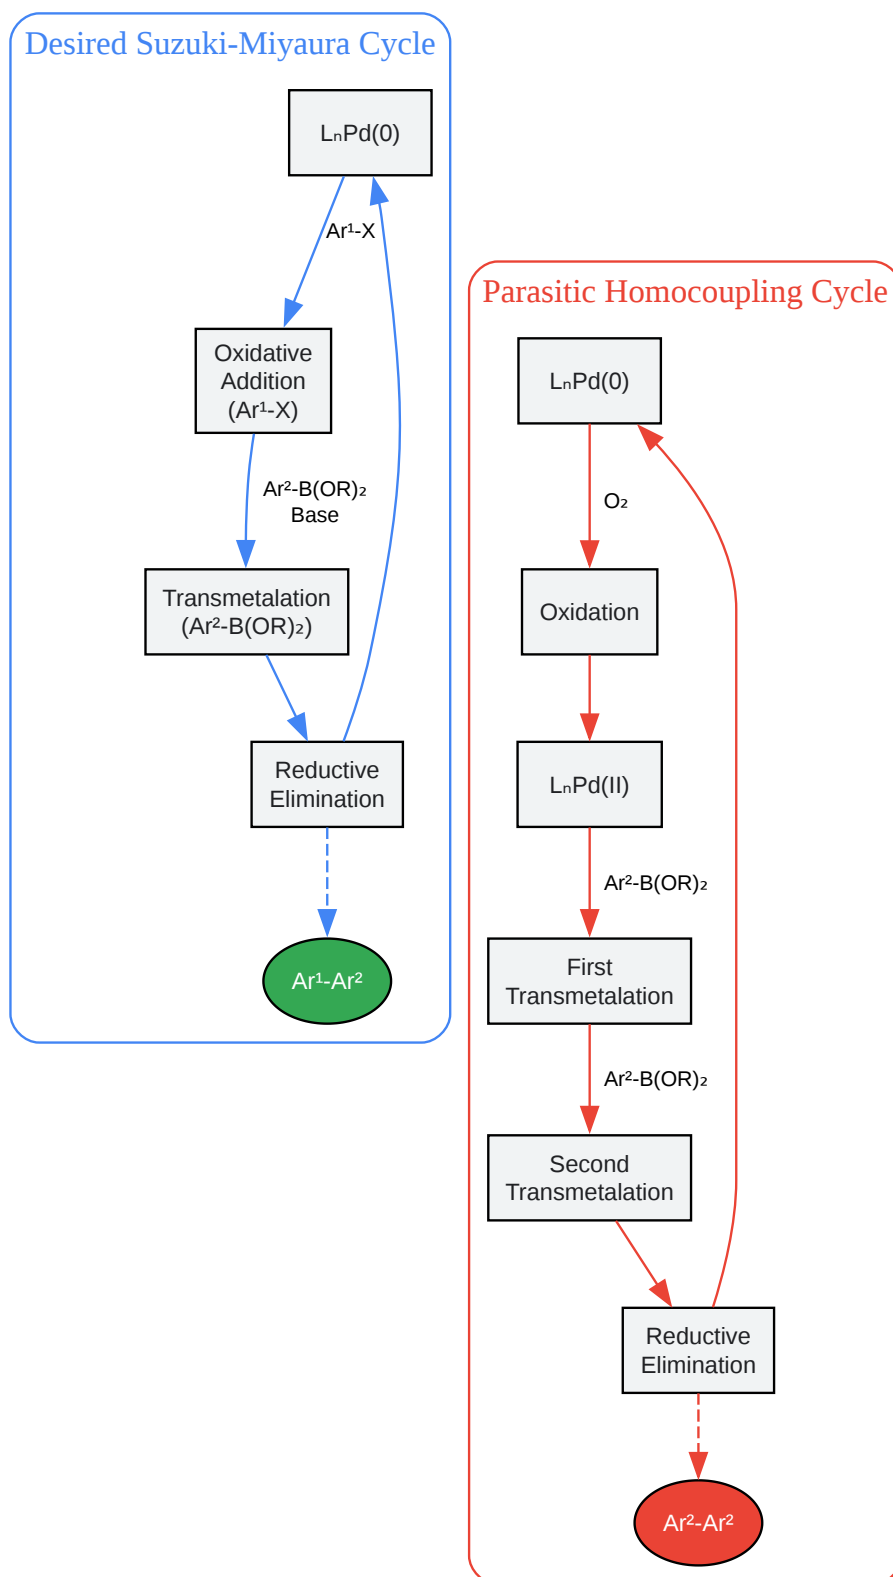 Desired Suzuki-Miyaura Cycle
LₙPd(0)
Ar¹-X
Oxidative
Addition
(Ar¹-X)
Ar²-B(OR)₂
Base
Transmetalation
(Ar²-B(OR)₂)
Reductive
Elimination
Ar¹-Ar²
Parasitic Homocoupling Cycle
LₙPd(0)
O₂
Oxidation
LₙPd(II)
Ar²-B(OR)₂
First
Transmetalation
Ar²-B(OR)₂
Second
Transmetalation
Reductive
Elimination
Ar²-Ar²